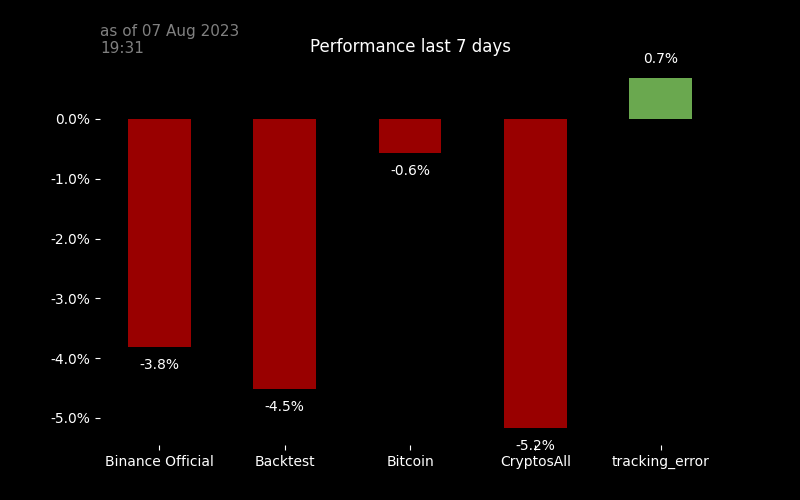 as of 07 Aug 2023
19:31
Performance last 7 days
0.7%
0.0%
-1.0%
-0.6%
-2.0%
-3.0%
-4.0%
-3.8%
-4.5%
-5.0%
-5.2%
Binance Official
Backtest
Bitcoin
CryptosAll
tracking_error